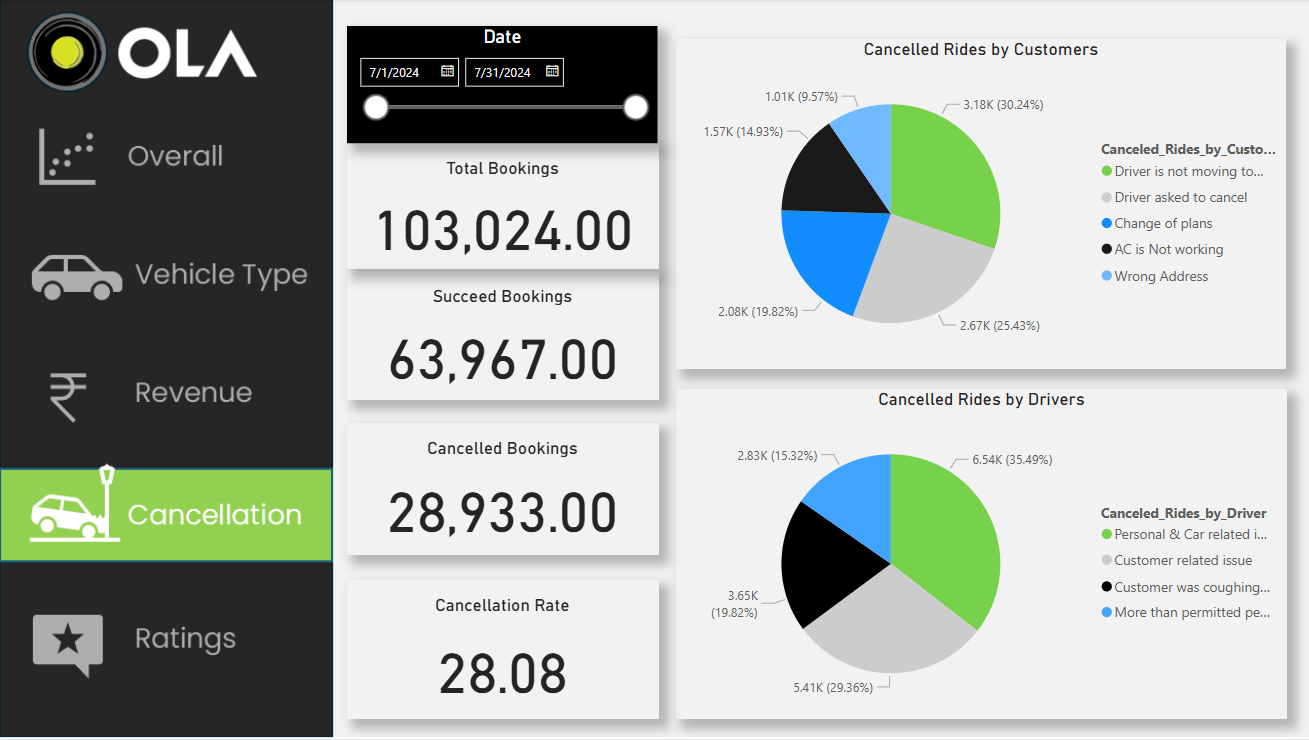 OLA
Overall
Vehicle Type
Revenue
Cancellation
Ratings
Date
7/1/2024
7/31/2024
Total Bookings
103,024.00
Succeed Bookings
63,967.00
Cancelled Bookings
28,933.00
Cancellation Rate
28.08
Cancelled Rides by Customers
1.01K (9.57%)
3.18K (30.24%)
1.57K (14.93%)
2.08K (19.82%)
2.67K (25.43%)
Canceled_Rides_by_Custo...
Driver is not moving to...
Driver asked to cancel
Change of plans
AC is Not working
Wrong Address
Cancelled Rides by Drivers
2.83K (15.32%)
6.54K (35.49%)
3.65K
(19.82%)
5.41K (29.36%)
Canceled_Rides_by_Driver
Personal & Car related i...
Customer related issue
Customer was coughing...
More than permitted pe...